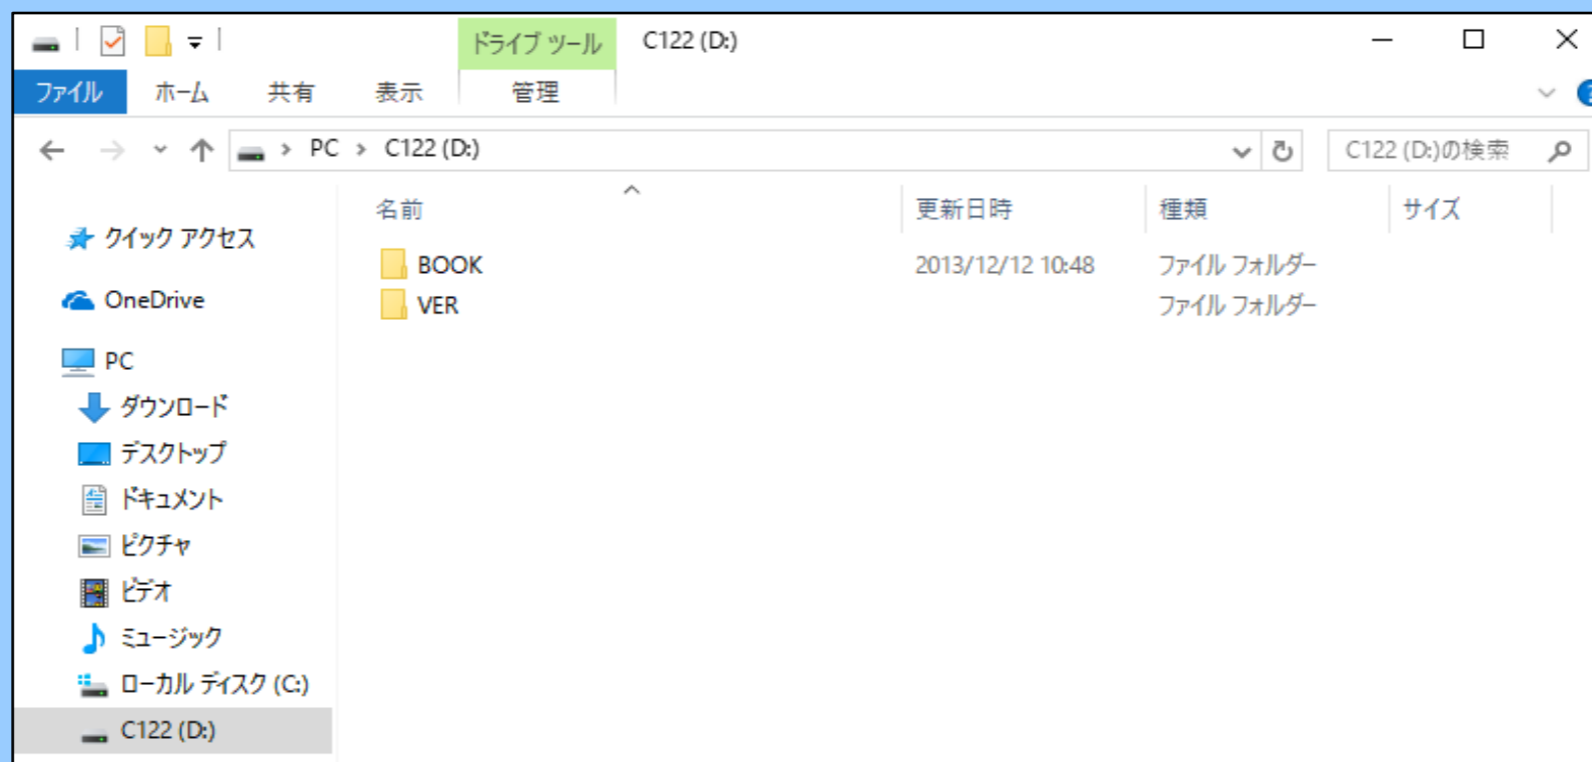 ドライブ ツール C122 (D:)
ファイル ホーム 共有 表示 管理
PC C122 (D:) C122 (D:)の検索
名前 更新日時 種類 サイズ
クイック アクセス
BOOK 2013/12/12 10:48 ファイル フォルダー
OneDrive
VER ファイル フォルダー
PC
ダウンロード
デスクトップ
ドキュメント
ピクチャ
ビデオ
ミュージック
ローカル ディスク (C:)
C122 (D:)